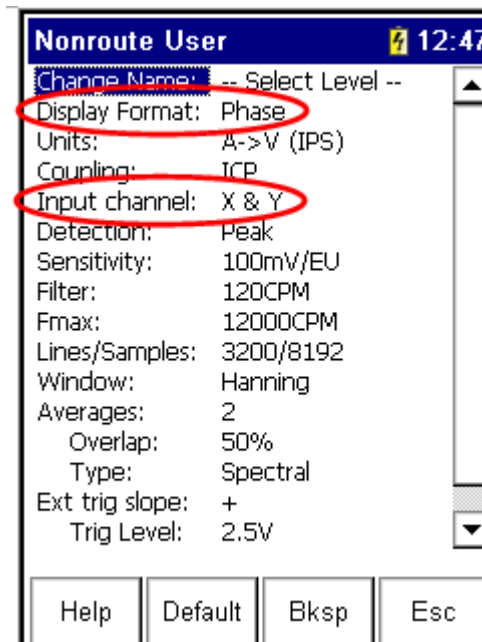 Nonroute User 12:47
Change Name: -- Select Level --
Display Format: Phase
Units: A->V (IPS)
Coupling: ICP
Input channel: X & Y
Detection: Peak
Sensitivity: 100mV/EU
Filter: 120CPM
Fmax: 12000CPM
Lines/Samples: 3200/8192
Window: Hanning
Averages: 2
Overlap: 50%
Type: Spectral
Ext trig slope: +
Trig Level: 2.5V
Help Default Bksp Esc